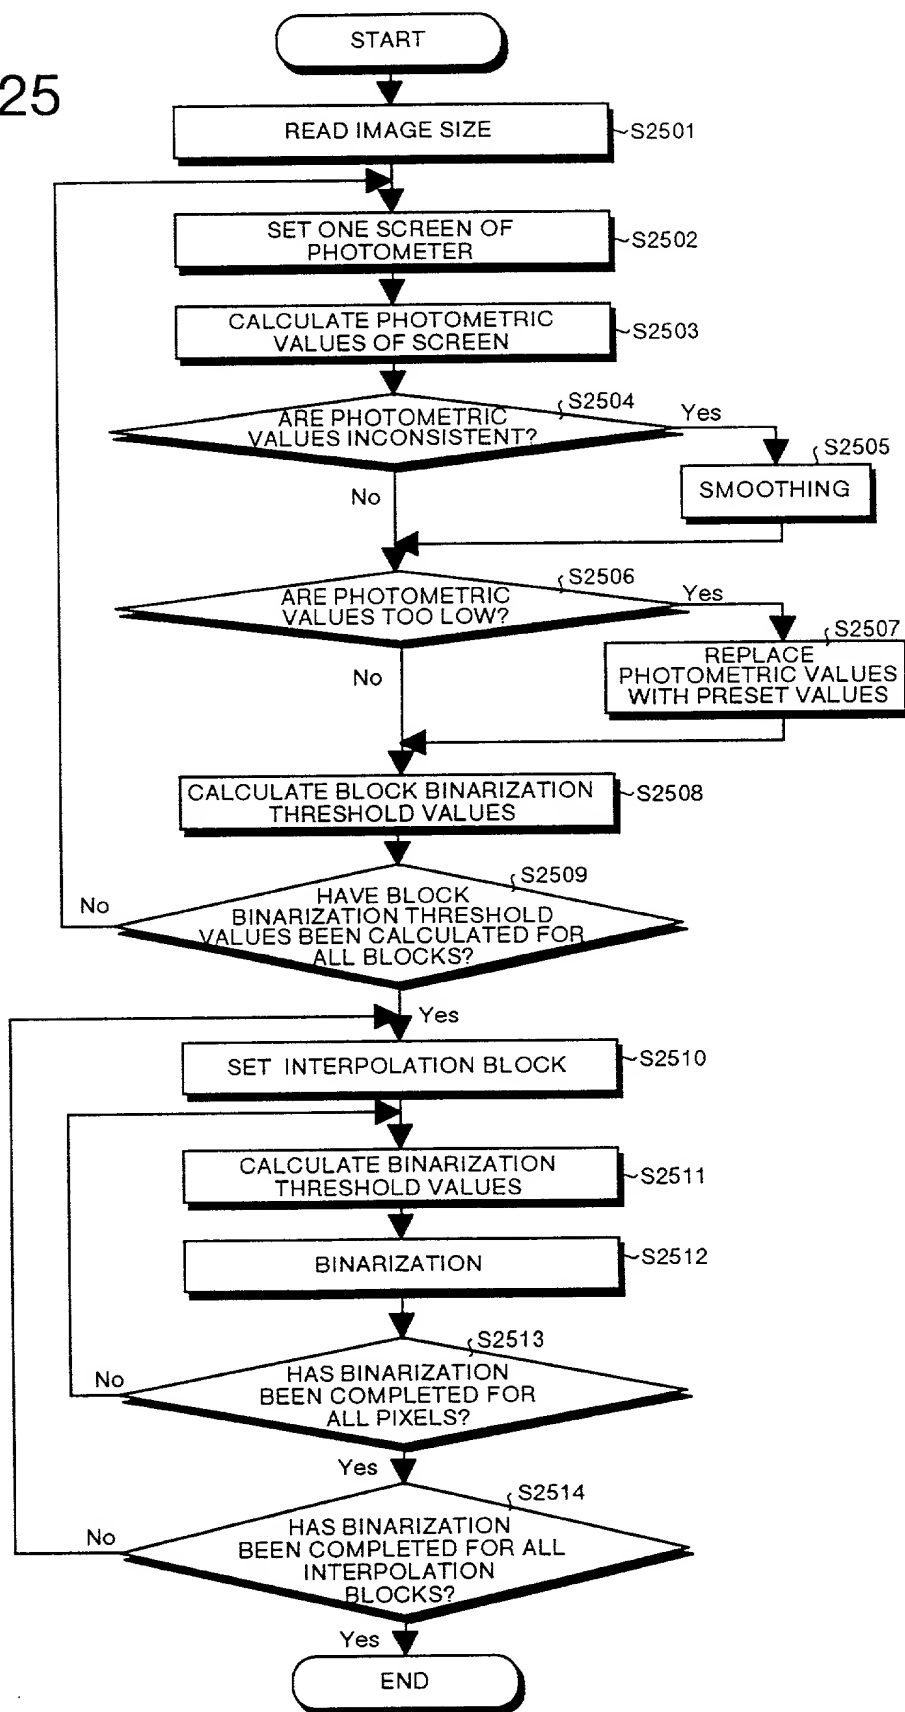 START
25
READ IMAGE SIZE
S2501
SET ONE SCREEN OF
PHOTOMETER
S2502
CALCULATE PHOTOMETRIC
VALUES OF SCREEN
S2503
S2504
ARE PHOTOMETRIC
VALUES INCONSISTENT?
Yes
S2505
SMOOTHING
No
S2506
ARE PHOTOMETRIC
VALUES TOO LOW?
Yes
S2507
REPLACE
PHOTOMETRIC VALUES
WITH PRESET VALUES
No
CALCULATE BLOCK BINARIZATION
THRESHOLD VALUES
S2508
S2509
HAVE BLOCK
BINARIZATION THRESHOLD
VALUES BEEN CALCULATED FOR
ALL BLOCKS?
No
Yes
SET INTERPOLATION BLOCK
S2510
CALCULATE BINARIZATION
THRESHOLD VALUES
S2511
BINARIZATION
S2512
S2513
HAS BINARIZATION
BEEN COMPLETED FOR
ALL PIXELS?
No
Yes
S2514
HAS BINARIZATION
BEEN COMPLETED FOR ALL
INTERPOLATION
BLOCKS?
No
Yes
END